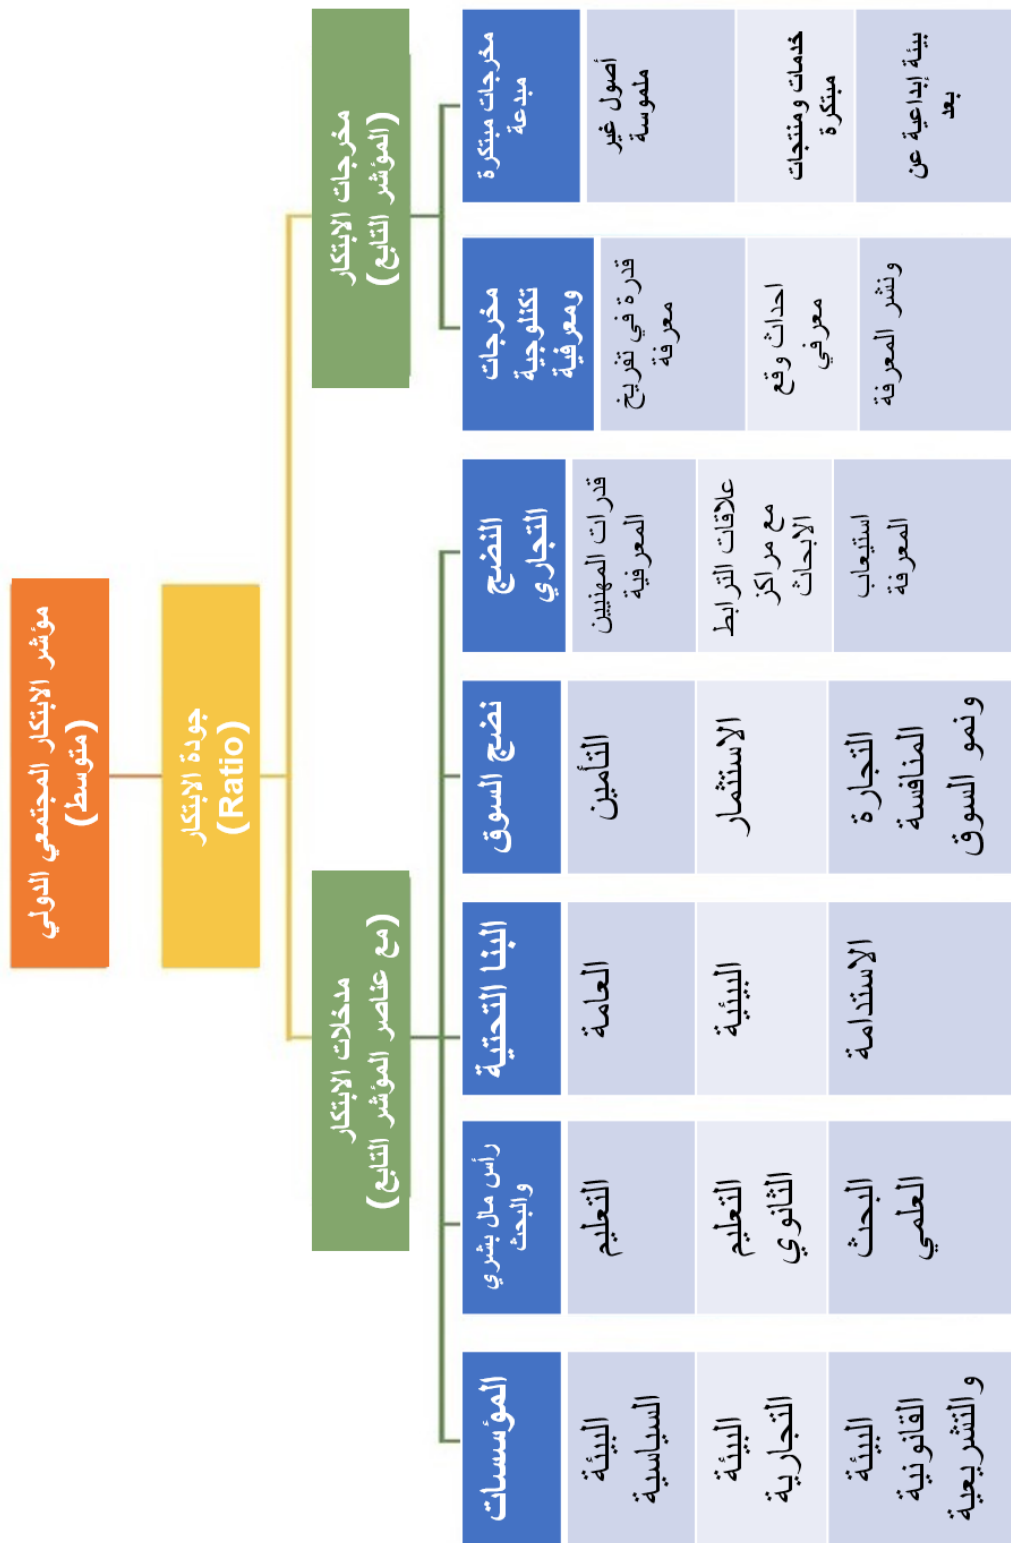 مؤشر الابتكار المجتمعي الدولي
(متوسط)
جودة الابتكار
(Ratio)
مدخلات الابتكار
(مع عناصر المؤشر التابع)
مخرجات الابتكار
(المؤشر التابع)
المؤسسات
البيئة
السياسية
البيئة
التجارية
البيئة
القانونية
والتشريعية
رأس مال بشري
والبحث
التعليم
التعليم
الثانوي
البحث
العلمي
البنا التحتية
العامة
البيئية
الاستدامة
نضج السوق
التأمين
الاستثمار
التجارة
المنافسة
ونمو السوق
النضج
التجاري
قدرات المهنيين
المعرفية
علاقات الترابط
مع مراكز
الابحاث
استيعاب
المعرفة
مخرجات
تكنلوجية
ومعرفية
قدرة في تفريخ
معرفة
احداث وقع
معرفي
ونشر المعرفة
مخرجات مبتكرة
مبدعة
أصول غير
ملموسة
خدمات ومنتجات
مبتكرة
بيئة إبداعية عن
بعد